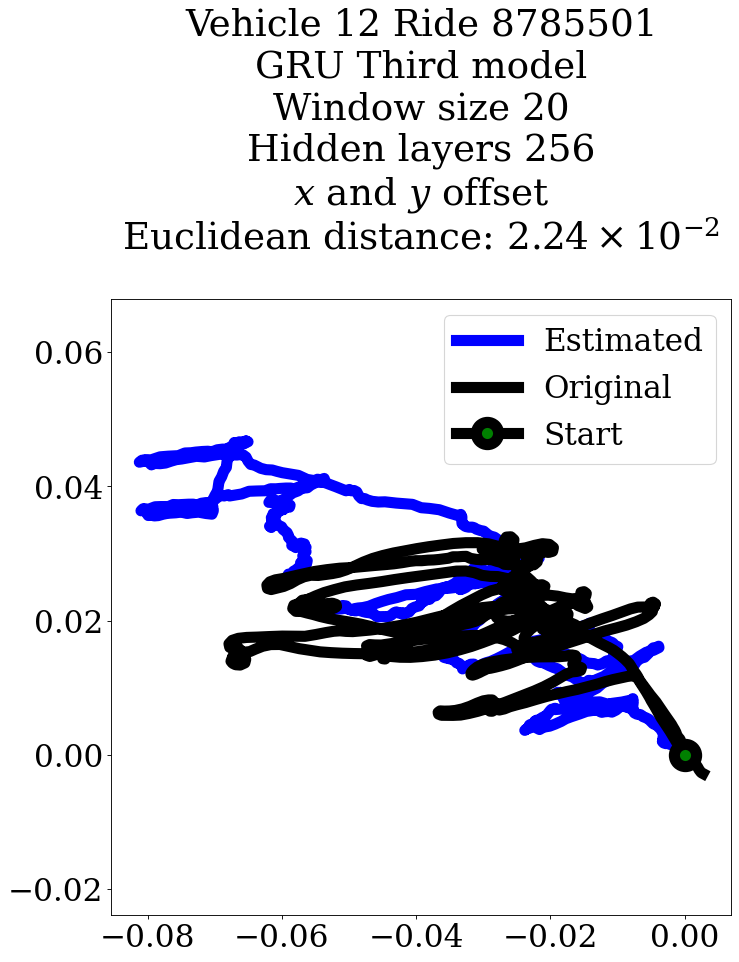 Vehicle 12 Ride 8785501
GRU Third model
Window size 20
Hidden layers 256
x and y offset
Euclidean distance: 2.24 × 10⁻²
Estimated
Original
Start
0.06
0.04
0.02
0.00
−0.02
−0.08 −0.06 −0.04 −0.02 0.00